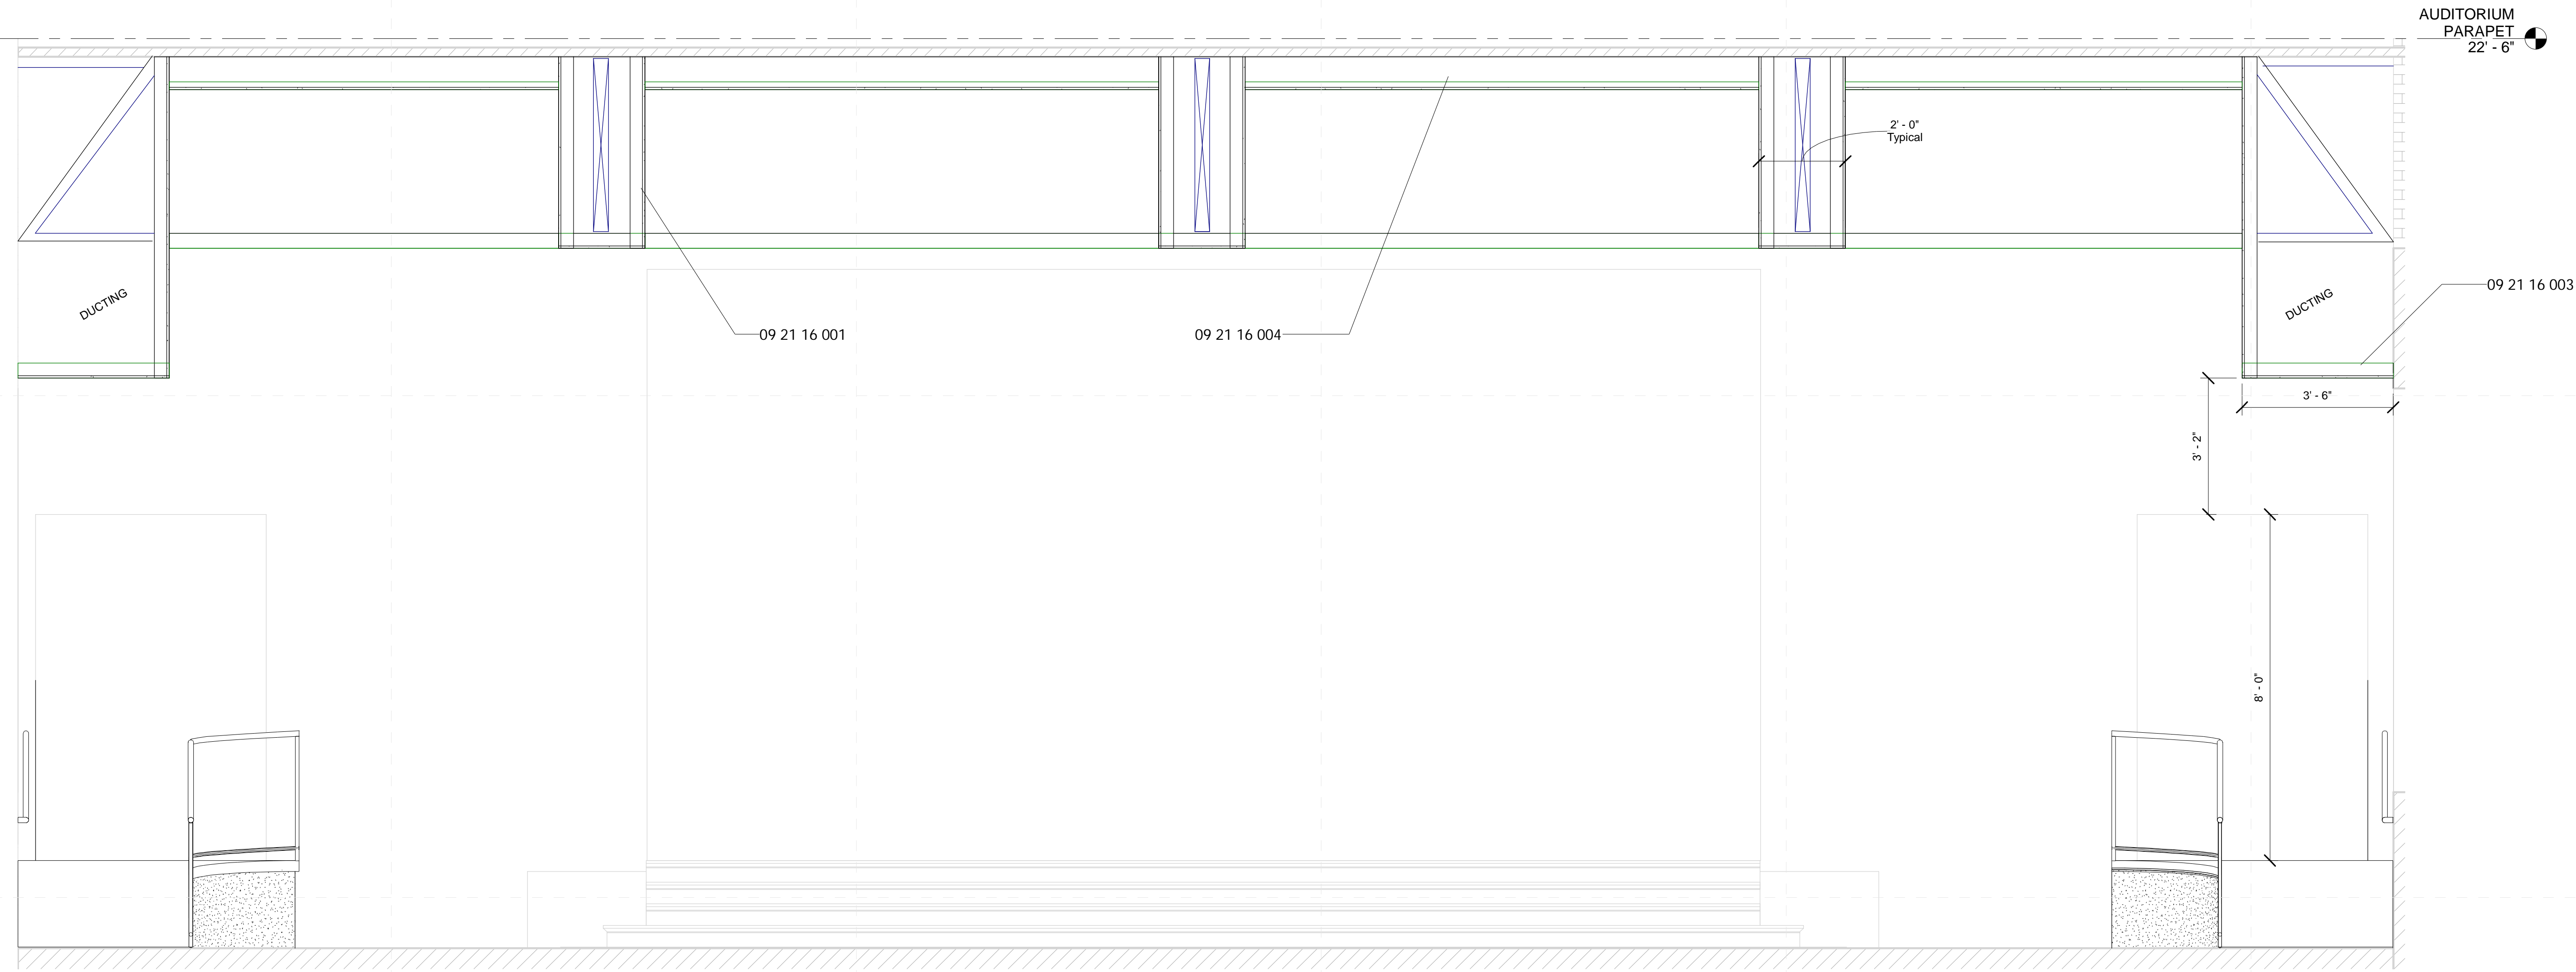 AUDITORIUM
PARAPET
22' - 6"
2' - 0"
Typical
DUCTING
DUCTING
09 21 16 003
09 21 16 001
09 21 16 004
3' - 6"
3' - 2"
8' - 0"